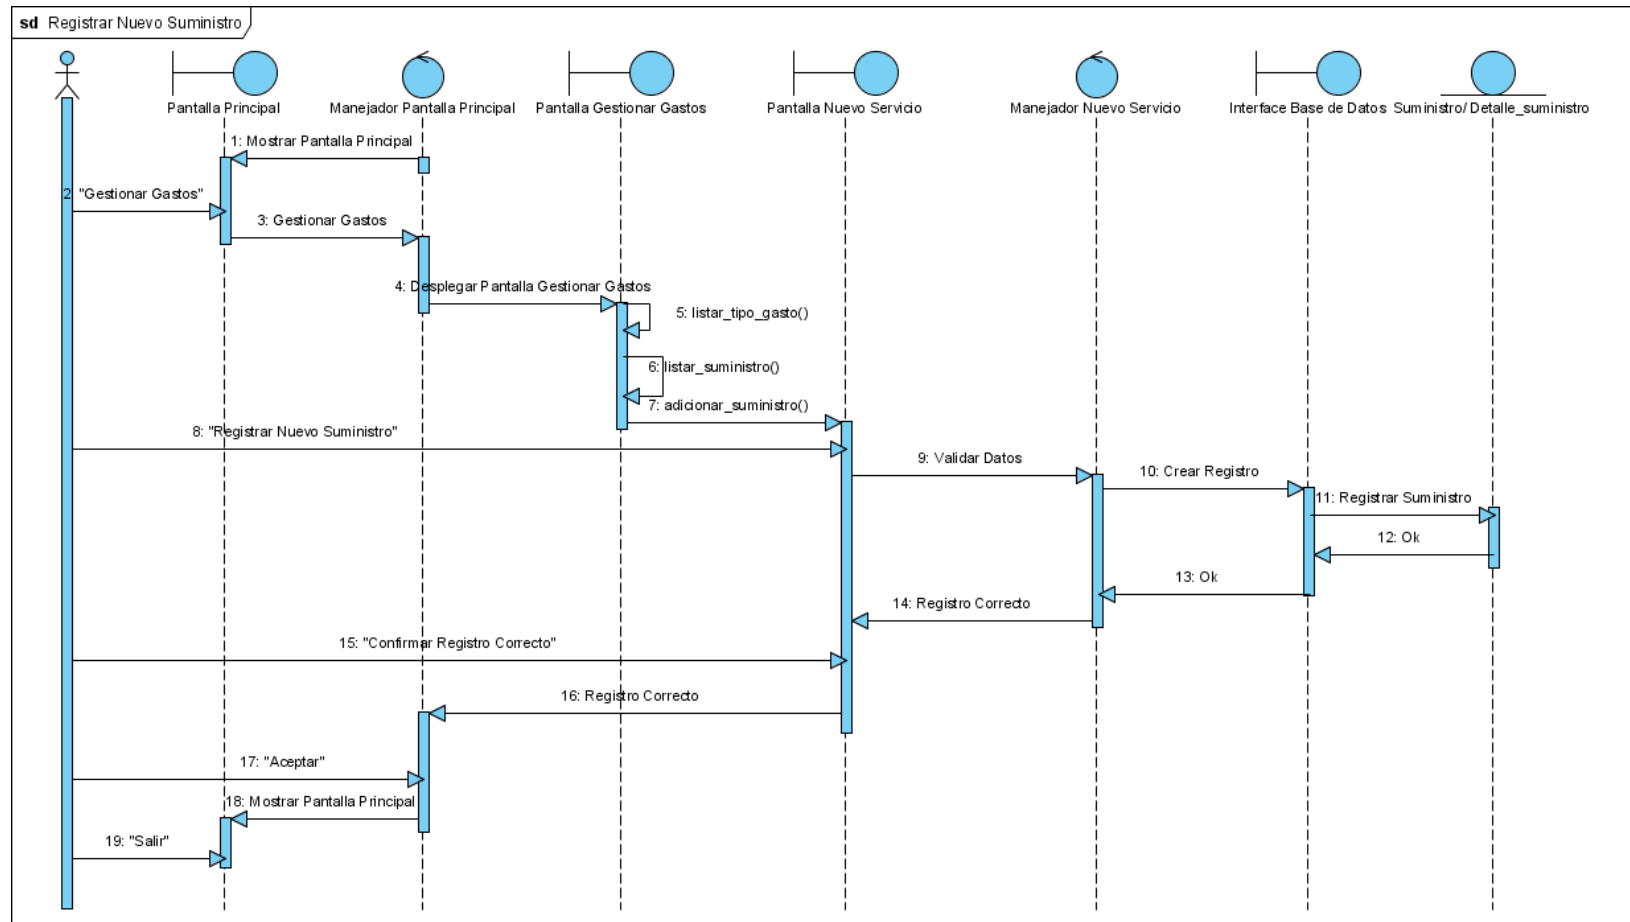 sd Registrar Nuevo Suministro
Pantalla Principal
Manejador Pantalla Principal
Pantalla Gestionar Gastos
Pantalla Nuevo Servicio
Manejador Nuevo Servicio
Interface Base de Datos
Suministro/Detalle_suministro
1: Mostrar Pantalla Principal
2: "Gestionar Gastos"
3: Gestionar Gastos
4: Desplegar Pantalla Gestionar Gastos
5: listar_tipo_gasto()
6: listar_suministro()
7: adicionar_suministro()
8: "Registrar Nuevo Suministro"
9: Validar Datos
10: Crear Registro
11: Registrar Suministro
12: Ok
13: Ok
14: Registro Correcto
15: "Confirmar Registro Correcto"
16: Registro Correcto
17: "Aceptar"
18: Mostrar Pantalla Principal
19: "Salir"